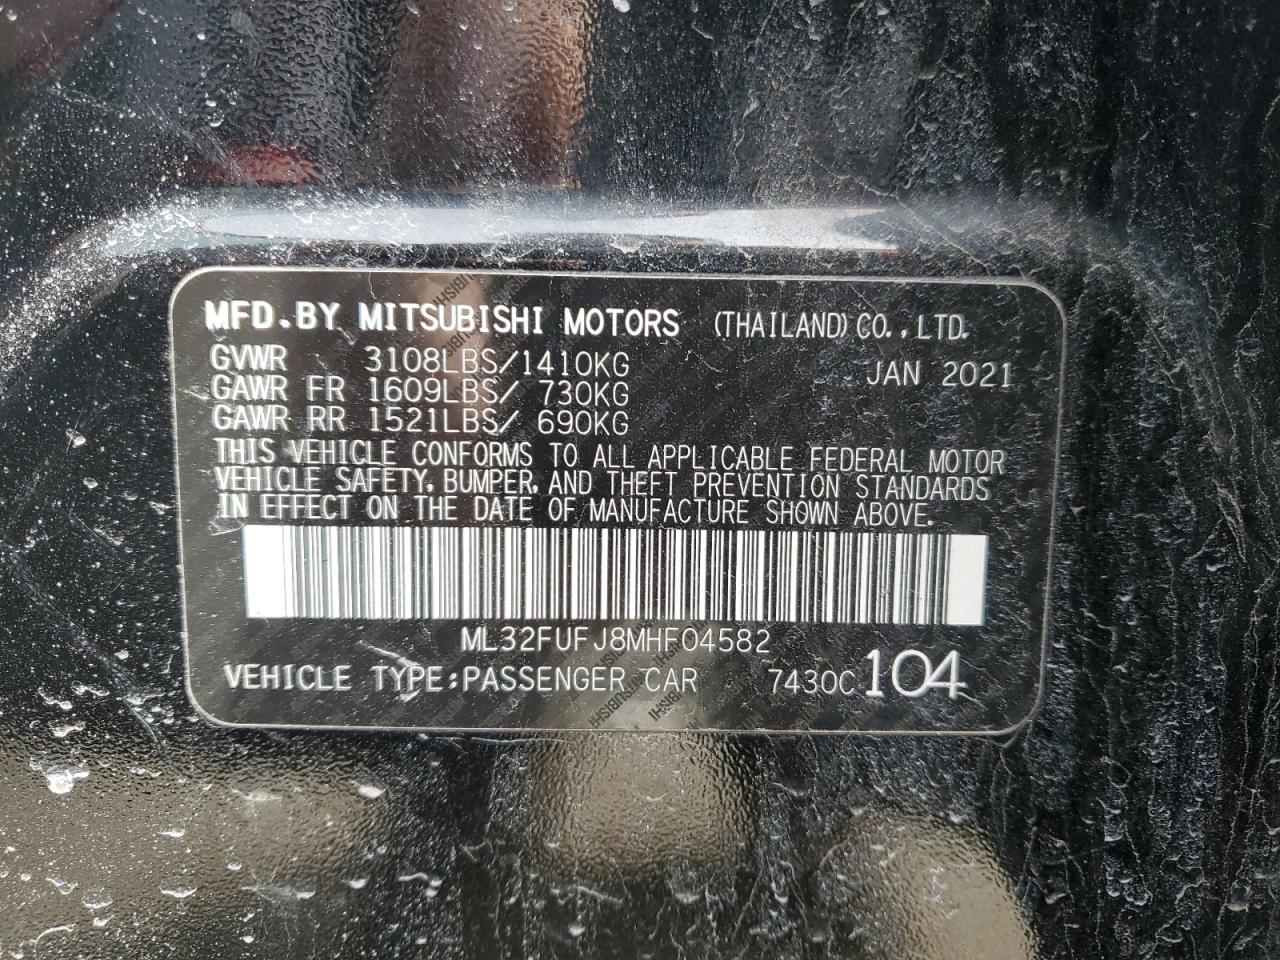 MFD.BY MITSUBISHI MOTORS (THAILAND)CO.,LTD.
GVWR 3108LBS/1410KG JAN 2021
GAWR FR 1609LBS/ 730KG
GAWR RR 1521LBS/ 690KG
THIS VEHICLE CONFORMS TO ALL APPLICABLE FEDERAL MOTOR
VEHICLE SAFETY, BUMPER, AND THEFT PREVENTION STANDARDS
IN EFFECT ON THE DATE OF MANUFACTURE SHOWN ABOVE.
ML32FUFJ8MHF04582
VEHICLE TYPE:PASSENGER CAR 7430C 104